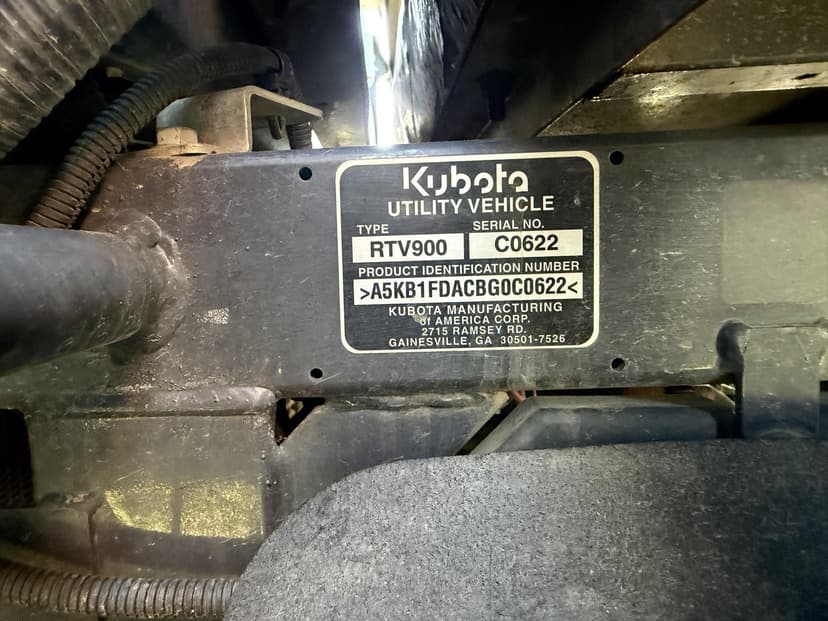 Kubota
UTILITY VEHICLE
TYPE SERIAL NO.
RTV900 C0622
PRODUCT IDENTIFICATION NUMBER
>A5KB1FDACBG0C0622<
KUBOTA MANUFACTURING
of AMERICA CORP.
2715 RAMSEY RD.
GAINESVILLE, GA 30501-7526